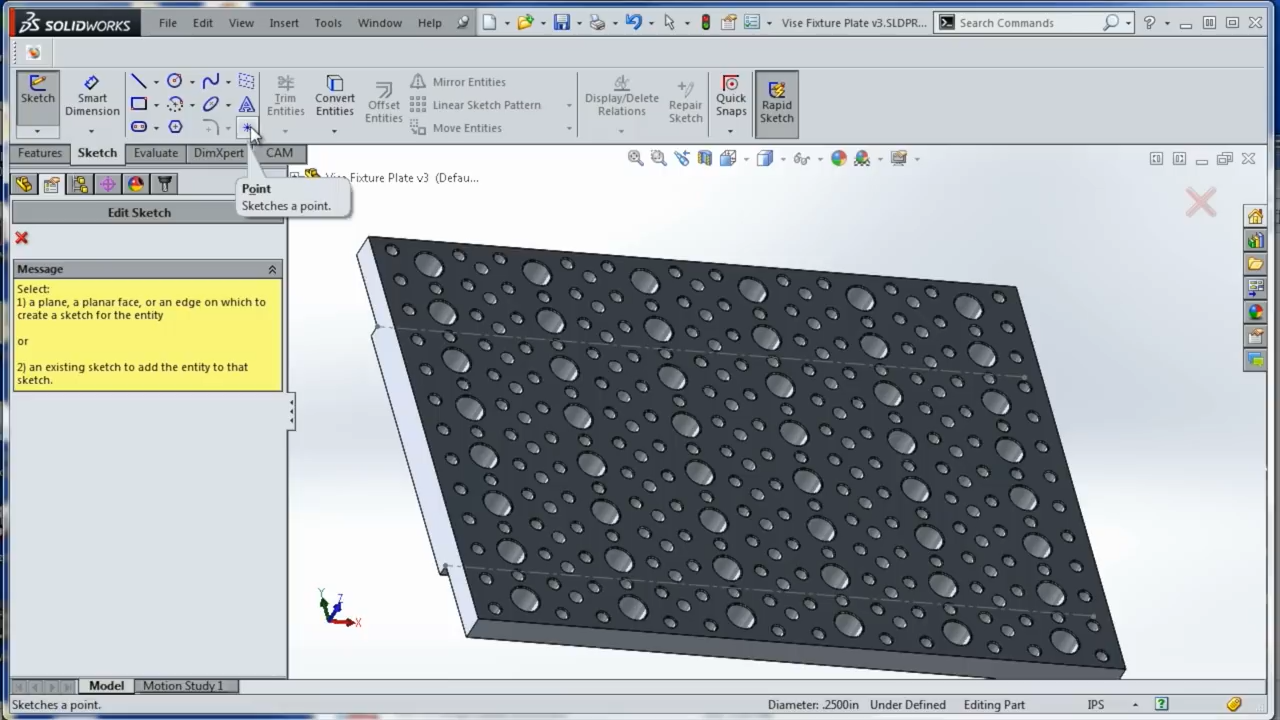 SOLIDWORKS File Edit View Insert Tools Window Help Vise Fixture Plate v3.SLDPR... Search Commands
Sketch
Smart Dimension
Trim Entities
Convert Entities
Offset Entities
Mirror Entities
Linear Sketch Pattern
Move Entities
Display/Delete Relations
Repair Sketch
Quick Snaps
Rapid Sketch
Features Sketch Evaluate DimXpert CAM
Vise Fixture Plate v3 (Defau...
Point
Sketches a point.
Edit Sketch
Message
Select:
1) a plane, a planar face, or an edge on which to
create a sketch for the entity
or
2) an existing sketch to add the entity to that
sketch.
Y
Z
X
Model Motion Study 1
Sketches a point. Diameter: .2500in Under Defined Editing Part IPS